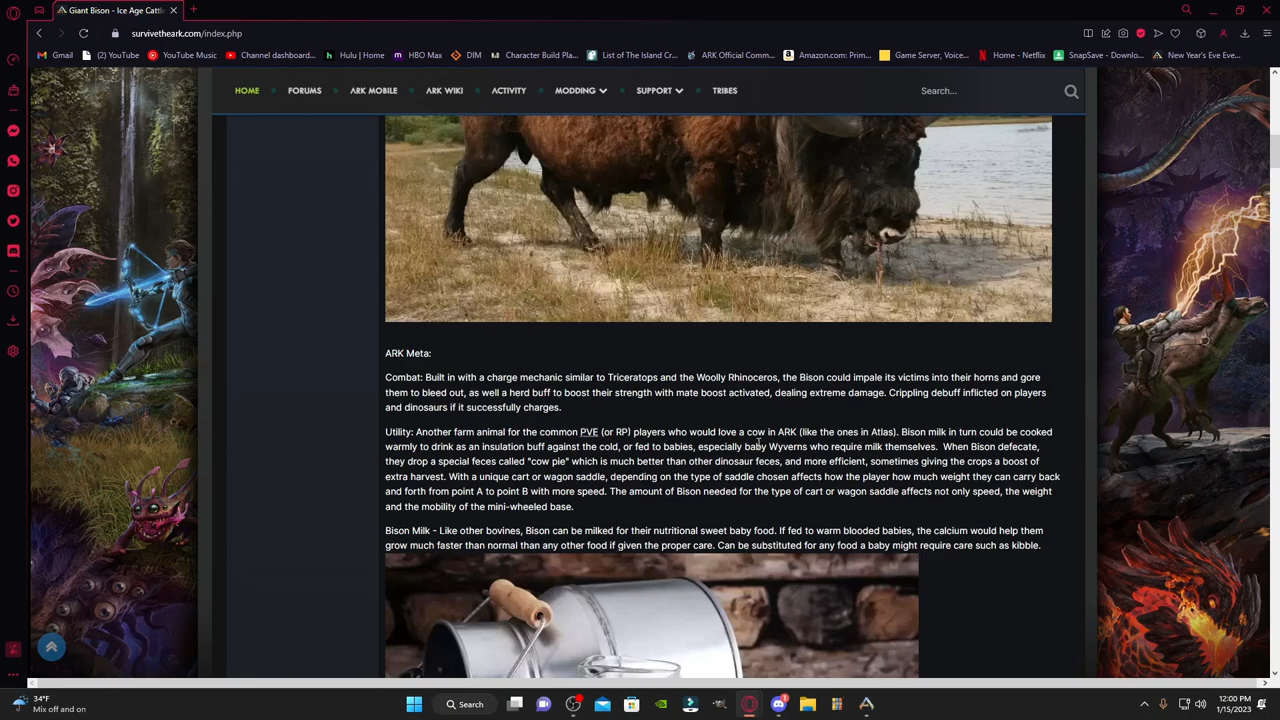 Giant Bison - Ice Age Cattl
survivetheark.com/index.php
Gmail
(2) YouTube
YouTube Music
Channel dashboard...
Hulu | Home
HBO Max
DIM
Character Build Pla...
List of The Island Cr...
ARK Official Comm...
Amazon.com: Prim...
Game Server, Voice...
Home - Netflix
SnapSave - Downlo...
New Year's Eve Eve...
HOME
FORUMS
ARK MOBILE
ARK WIKI
ACTIVITY
MODDING
SUPPORT
TRIBES
Search...
ARK Meta:
Combat: Built in with a charge mechanic similar to Triceratops and the Woolly Rhinoceros, the Bison could impale its victims into their horns and gore
them to bleed out, as well a herd buff to boost their strength with mate boost activated, dealing extreme damage. Crippling debuff inflicted on players
and dinosaurs if it successfully charges.
Utility: Another farm animal for the common PVE (or RP) players who would love a cow in ARK (like the ones in Atlas). Bison milk in turn could be cooked
warmly to drink as an insulation buff against the cold, or fed to babies, especially baby Wyverns who require milk themselves. When Bison defecate,
they drop a special feces called "cow pie" which is much better than other dinosaur feces, and more efficient, sometimes giving the crops a boost of
extra harvest. With a unique cart or wagon saddle, depending on the type of saddle chosen affects how the player how much weight they can carry back
and forth from point A to point B with more speed. The amount of Bison needed for the type of cart or wagon saddle affects not only speed, the weight
and the mobility of the mini-wheeled base.
Bison Milk - Like other bovines, Bison can be milked for their nutritional sweet baby food. If fed to warm blooded babies, the calcium would help them
grow much faster than normal than any other food if given the proper care. Can be substituted for any food a baby might require care such as kibble.
34°F
Mix off and on
Search
1
12:00 PM
1/15/2023